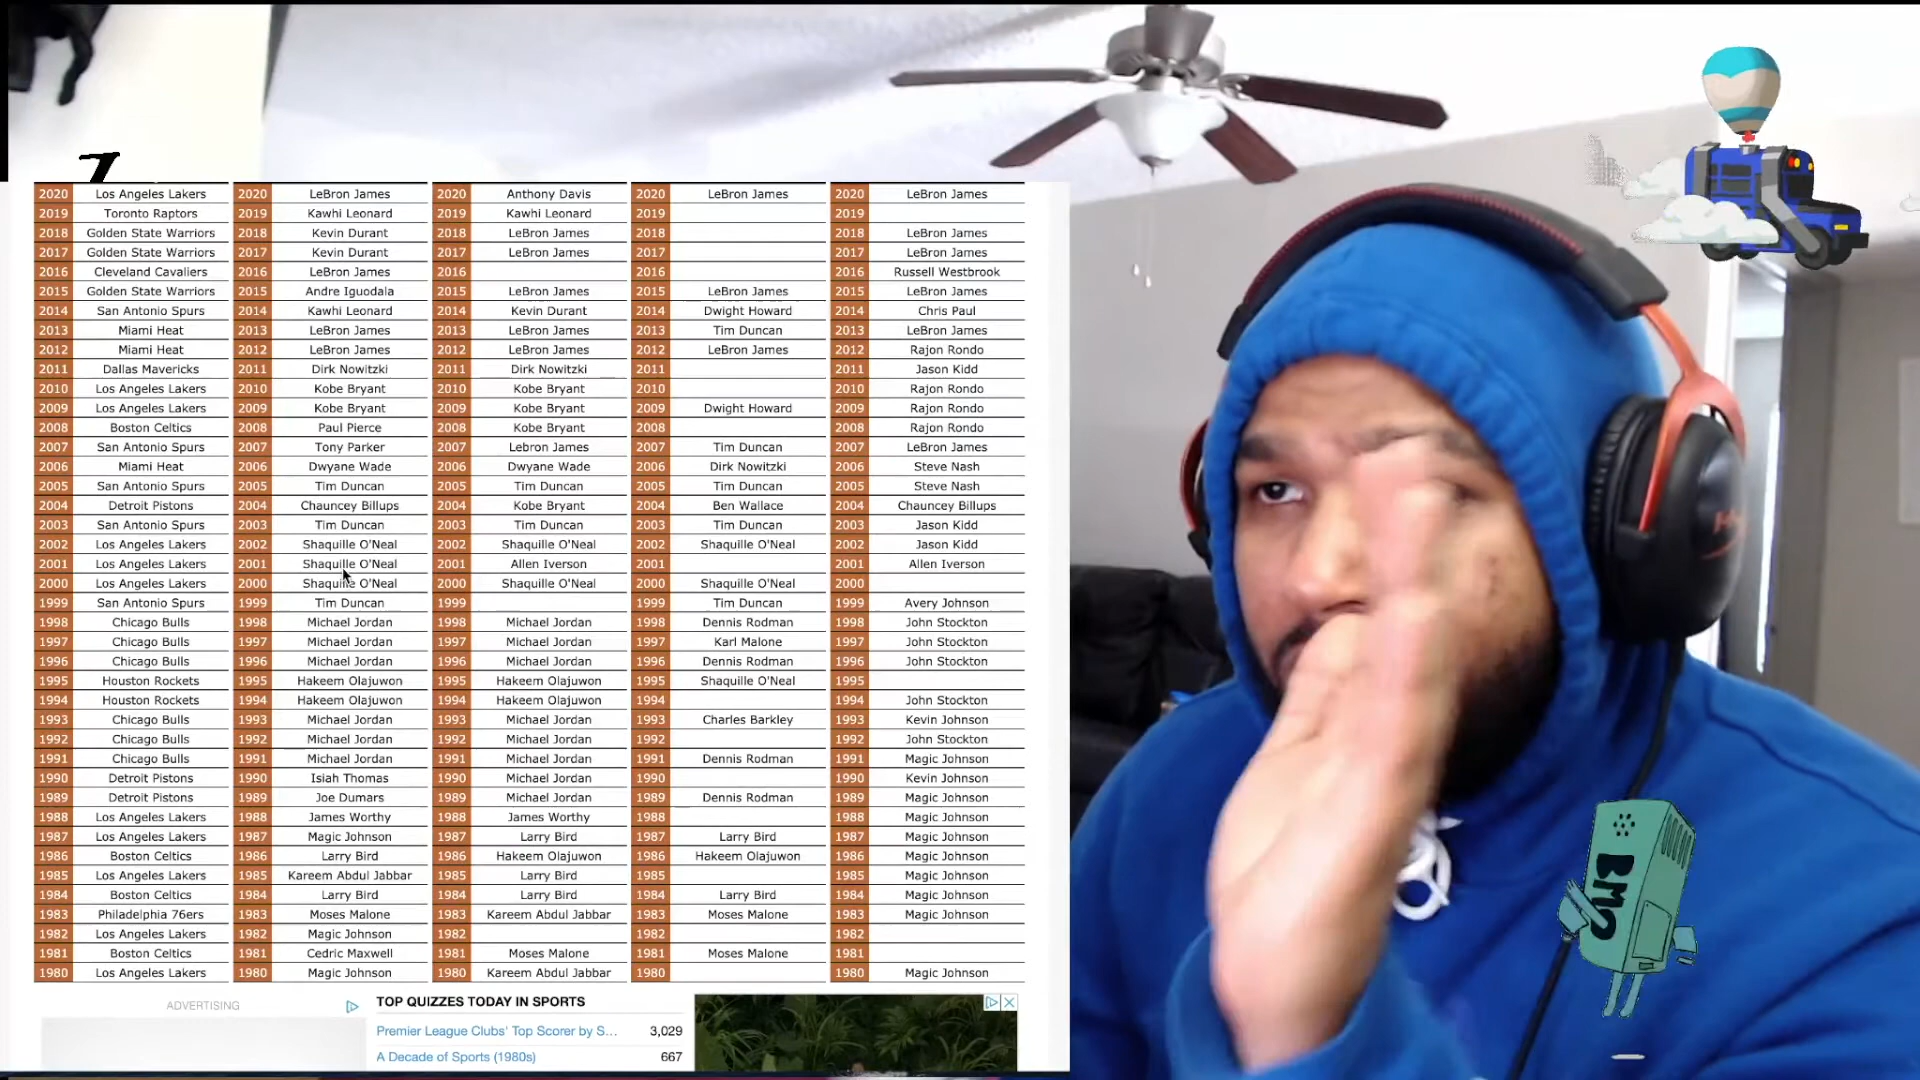 7
2020 Los Angeles Lakers 2020 LeBron James 2020 Anthony Davis 2020 LeBron James 2020 LeBron James
2019 Toronto Raptors 2019 Kawhi Leonard 2019 Kawhi Leonard 2019 2019
2018 Golden State Warriors 2018 Kevin Durant 2018 LeBron James 2018 2018 LeBron James
2017 Golden State Warriors 2017 Kevin Durant 2017 LeBron James 2017 2017 LeBron James
2016 Cleveland Cavaliers 2016 LeBron James 2016 2016 2016 Russell Westbrook
2015 Golden State Warriors 2015 Andre Iguodala 2015 LeBron James 2015 LeBron James 2015 LeBron James
2014 San Antonio Spurs 2014 Kawhi Leonard 2014 Kevin Durant 2014 Dwight Howard 2014 Chris Paul
2013 Miami Heat 2013 LeBron James 2013 LeBron James 2013 Tim Duncan 2013 LeBron James
2012 Miami Heat 2012 LeBron James 2012 LeBron James 2012 LeBron James 2012 Rajon Rondo
2011 Dallas Mavericks 2011 Dirk Nowitzki 2011 Dirk Nowitzki 2011 2011 Jason Kidd
2010 Los Angeles Lakers 2010 Kobe Bryant 2010 Kobe Bryant 2010 2010 Rajon Rondo
2009 Los Angeles Lakers 2009 Kobe Bryant 2009 Kobe Bryant 2009 Dwight Howard 2009 Rajon Rondo
2008 Boston Celtics 2008 Paul Pierce 2008 Kobe Bryant 2008 2008 Rajon Rondo
2007 San Antonio Spurs 2007 Tony Parker 2007 Lebron James 2007 Tim Duncan 2007 LeBron James
2006 Miami Heat 2006 Dwyane Wade 2006 Dwyane Wade 2006 Dirk Nowitzki 2006 Steve Nash
2005 San Antonio Spurs 2005 Tim Duncan 2005 Tim Duncan 2005 Tim Duncan 2005 Steve Nash
2004 Detroit Pistons 2004 Chauncey Billups 2004 Kobe Bryant 2004 Ben Wallace 2004 Chauncey Billups
2003 San Antonio Spurs 2003 Tim Duncan 2003 Tim Duncan 2003 Tim Duncan 2003 Jason Kidd
2002 Los Angeles Lakers 2002 Shaquille O'Neal 2002 Shaquille O'Neal 2002 Shaquille O'Neal 2002 Jason Kidd
2001 Los Angeles Lakers 2001 Shaquille O'Neal 2001 Allen Iverson 2001 2001 Allen Iverson
2000 Los Angeles Lakers 2000 Shaquille O'Neal 2000 Shaquille O'Neal 2000 Shaquille O'Neal 2000
1999 San Antonio Spurs 1999 Tim Duncan 1999 1999 Tim Duncan 1999 Avery Johnson
1998 Chicago Bulls 1998 Michael Jordan 1998 Michael Jordan 1998 Dennis Rodman 1998 John Stockton
1997 Chicago Bulls 1997 Michael Jordan 1997 Michael Jordan 1997 Karl Malone 1997 John Stockton
1996 Chicago Bulls 1996 Michael Jordan 1996 Michael Jordan 1996 Dennis Rodman 1996 John Stockton
1995 Houston Rockets 1995 Hakeem Olajuwon 1995 Hakeem Olajuwon 1995 Shaquille O'Neal 1995
1994 Houston Rockets 1994 Hakeem Olajuwon 1994 Hakeem Olajuwon 1994 1994 John Stockton
1993 Chicago Bulls 1993 Michael Jordan 1993 Michael Jordan 1993 Charles Barkley 1993 Kevin Johnson
1992 Chicago Bulls 1992 Michael Jordan 1992 Michael Jordan 1992 1992 John Stockton
1991 Chicago Bulls 1991 Michael Jordan 1991 Michael Jordan 1991 Dennis Rodman 1991 Magic Johnson
1990 Detroit Pistons 1990 Isiah Thomas 1990 Michael Jordan 1990 1990 Kevin Johnson
1989 Detroit Pistons 1989 Joe Dumars 1989 Michael Jordan 1989 Dennis Rodman 1989 Magic Johnson
1988 Los Angeles Lakers 1988 James Worthy 1988 James Worthy 1988 1988 Magic Johnson
1987 Los Angeles Lakers 1987 Magic Johnson 1987 Larry Bird 1987 Larry Bird 1987 Magic Johnson
1986 Boston Celtics 1986 Larry Bird 1986 Hakeem Olajuwon 1986 Hakeem Olajuwon 1986 Magic Johnson
1985 Los Angeles Lakers 1985 Kareem Abdul Jabbar 1985 Larry Bird 1985 1985 Magic Johnson
1984 Boston Celtics 1984 Larry Bird 1984 Larry Bird 1984 Larry Bird 1984 Magic Johnson
1983 Philadelphia 76ers 1983 Moses Malone 1983 Kareem Abdul Jabbar 1983 Moses Malone 1983 Magic Johnson
1982 Los Angeles Lakers 1982 Magic Johnson 1982 1982 1982
1981 Boston Celtics 1981 Cedric Maxwell 1981 Moses Malone 1981 Moses Malone 1981
1980 Los Angeles Lakers 1980 Magic Johnson 1980 Kareem Abdul Jabbar 1980 1980 Magic Johnson
ADVERTISING
TOP QUIZZES TODAY IN SPORTS
Premier League Clubs' Top Scorer by S... 3,029
A Decade of Sports (1980s) 667
BMO